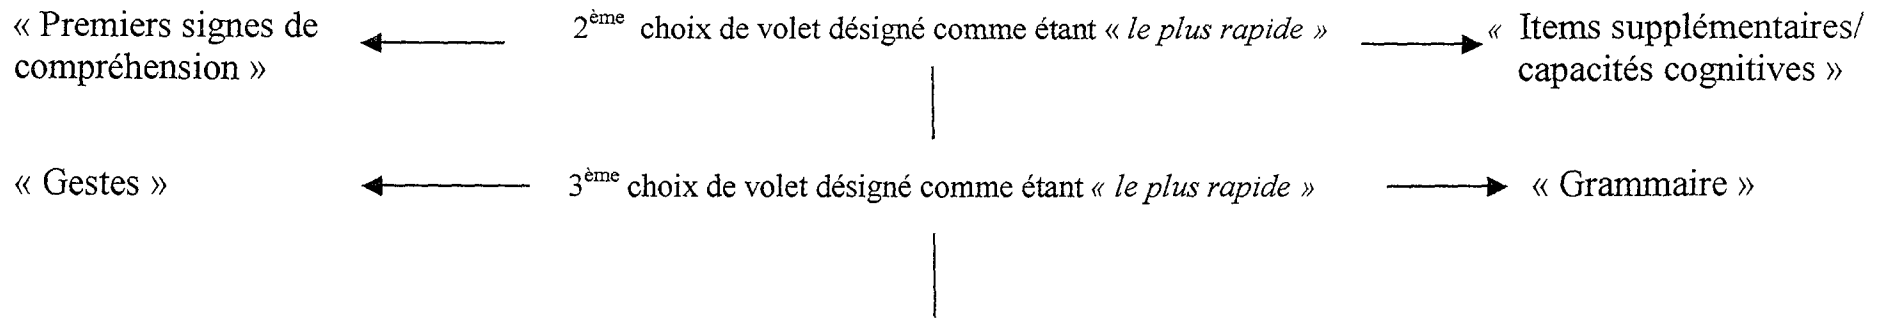 « Premiers signes de
compréhension »
2ème choix de volet désigné comme étant « le plus rapide »
« Items supplémentaires/
capacités cognitives »
« Gestes »
3ème choix de volet désigné comme étant « le plus rapide »
« Grammaire »